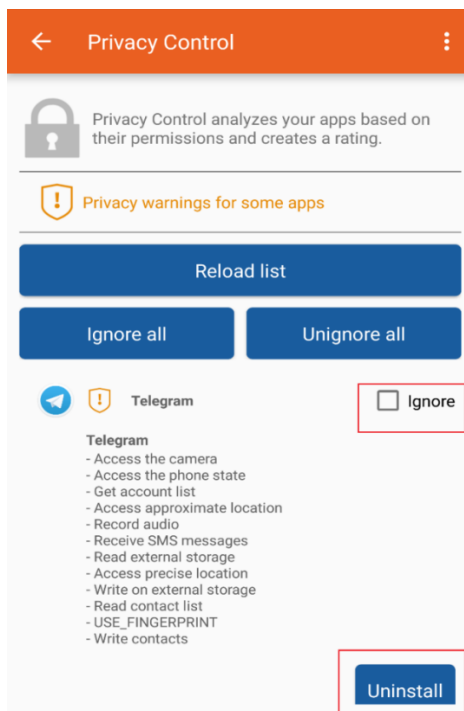 Privacy Control
Privacy Control analyzes your apps based on
their permissions and creates a rating.
Privacy warnings for some apps
Reload list
Ignore all
Unignore all
Telegram
Ignore
Telegram
- Access the camera
- Access the phone state
- Get account list
- Access approximate location
- Record audio
- Receive SMS messages
- Read external storage
- Access precise location
- Write on external storage
- Read contact list
- USE_FINGERPRINT
- Write contacts
Uninstall